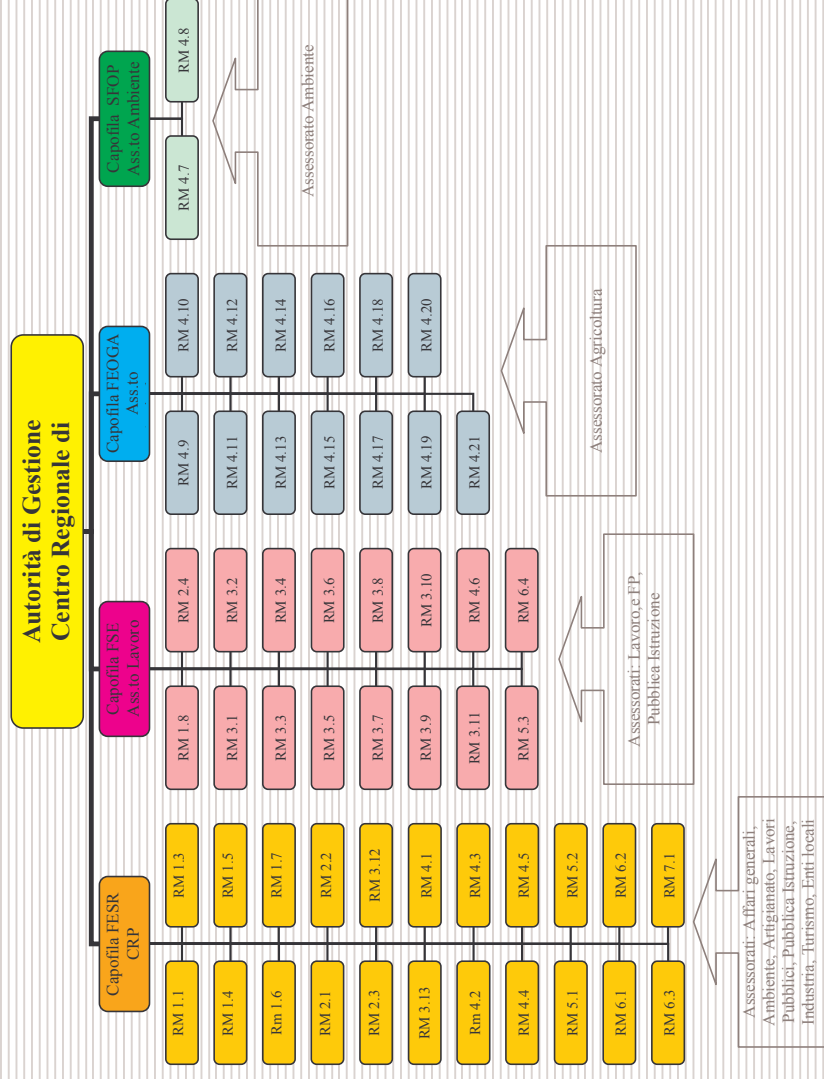 Autorità di Gestione
Centro Regionale di
Capofila FESR
CRP
Capofila FSE
Ass.to Lavoro
Capofila FEOGA
Ass.to
Capofila SFOP
Ass.to Ambiente
RM 1.1
RM 1.3
RM 1.4
RM 1.5
Rm 1.6
RM 1.7
RM 2.1
RM 2.2
RM 2.3
RM 3.12
RM 3.13
RM 4.1
Rm 4.2
RM 4.3
RM 4.4
RM 4.5
RM 5.1
RM 5.2
RM 6.1
RM 6.2
RM 6.3
RM 7.1
Assessorati: Affari generali,
Ambiente, Artigianato, Lavori
Pubblici, Pubblica Istruzione,
Industria, Turismo, Enti locali
RM 1.8
RM 2.4
RM 3.1
RM 3.2
RM 3.3
RM 3.4
RM 3.5
RM 3.6
RM 3.7
RM 3.8
RM 3.9
RM 3.10
RM 3.11
RM 4.6
RM 5.3
RM 6.4
Assessorati: Lavoro,e FP,
Pubblica Istruzione
RM 4.9
RM 4.10
RM 4.11
RM 4.12
RM 4.13
RM 4.14
RM 4.15
RM 4.16
RM 4.17
RM 4.18
RM 4.19
RM 4.20
RM 4.21
Assessorato Agricoltura
RM 4.7
RM 4.8
Assessorato Ambiente